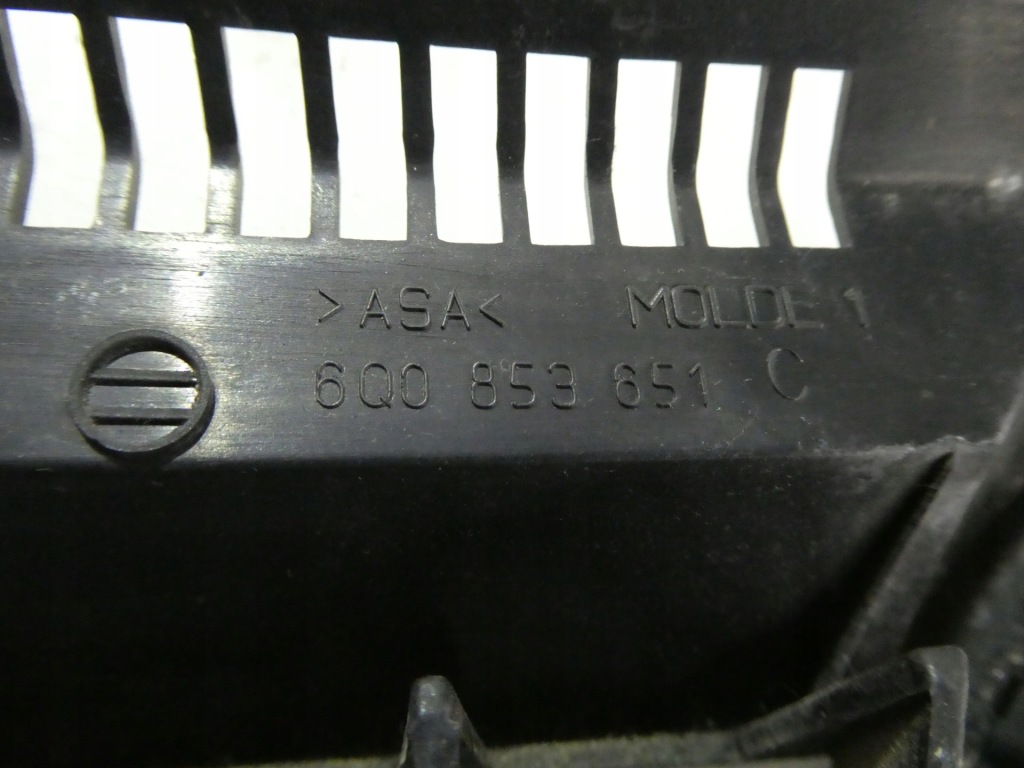 >ASA< MOLDE 1
6Q0 853 651 C